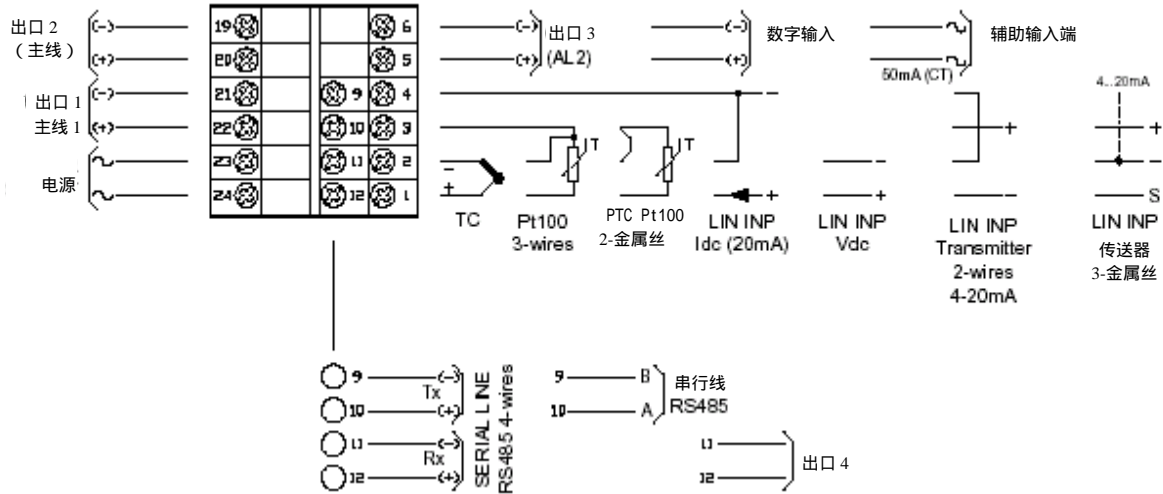 出口 2
（主线）
(-)
(+)
出口 1
主线 1
(-)
(+)
电源
19
20
21
22
23
24
9
10
11
12
6
5
4
3
2
1
(-)
(+)
出口 3
(AL2)
(-)
(+)
数字输入
50mA (CT)
辅助输入端
-
+
TC
IT
Pt100
3-wires
IT
PTC Pt100
2-金属丝
-
+
LIN INP
Idc (20mA)
-
+
LIN INP
Vdc
+
-
LIN INP
Transmitter
2-wires
4-20mA
4...20mA
+
-
S
LIN INP
传送器
3-金属丝
9
(-)
Tx
10
(+)
11
(-)
Rx
12
(+)
SERIAL LINE
RS485 4-wires
9
B
10
A
串行线
RS485
11
12
出口 4